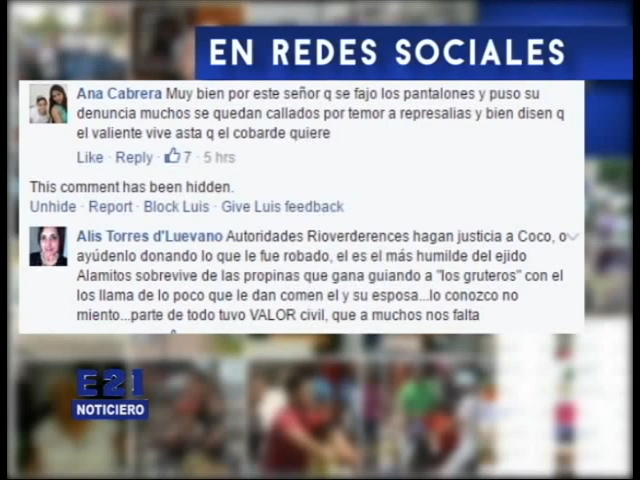 EN REDES SOCIALES
Ana Cabrera Muy bien por este señor q se fajo los pantalones y puso su
denuncia muchos se quedan callados por temor a represalias y bien disen q
el valiente vive asta q el cobarde quiere
Like · Reply · 7 · 5 hrs
This comment has been hidden.
Unhide · Report · Block Luis · Give Luis feedback
Alis Torres d'Luevano Autoridades Rioverderences hagan justicia a Coco, o
ayúdenlo donando lo que le fue robado, el es el más humilde del ejido
Alamitos sobrevive de las propinas que gana guiando a "los gruteros" con el
los llama de lo poco que le dan comen el y su esposa...lo conozco no
miento...parte de todo tuvo VALOR civil, que a muchos nos falta
E21
NOTICIERO